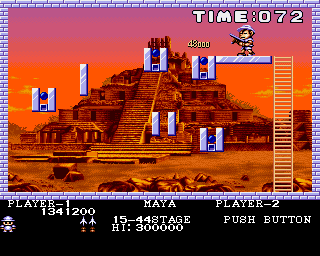 TIME:072
48000
PLAYER-1 MAYA PLAYER-2
1341200
15-44STAGE PUSH BUTTON
HI: 300000